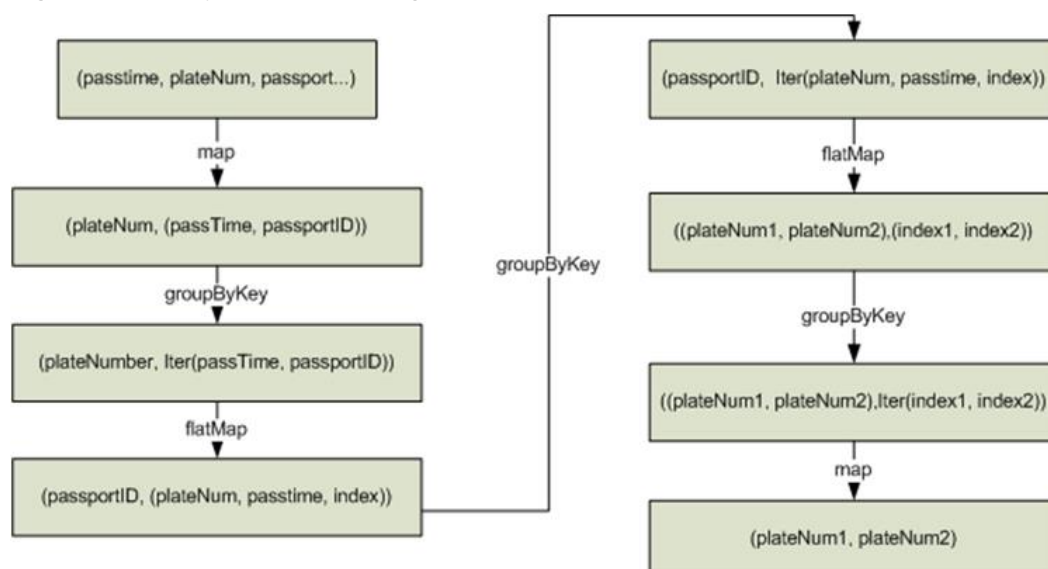 (passtime, plateNum, passport...)
map
(plateNum, (passTime, passportID))
groupByKey
(plateNumber, Iter(passTime, passportID))
flatMap
(passportID, (plateNum, passtime, index))
groupByKey
(passportID, Iter(plateNum, passtime, index))
flatMap
((plateNum1, plateNum2),(index1, index2))
groupByKey
((plateNum1, plateNum2),Iter(index1, index2))
map
(plateNum1, plateNum2)